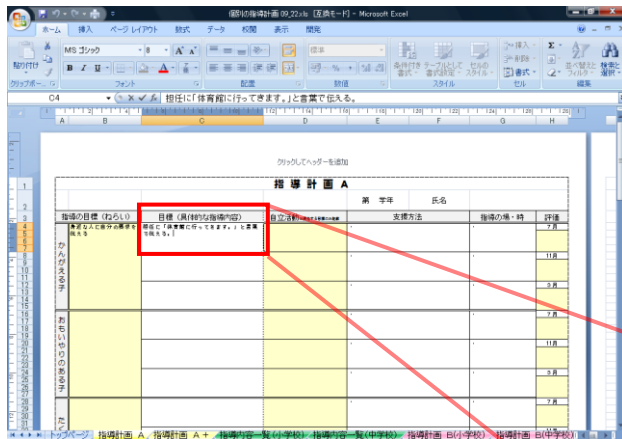 個別の指導計画 09_22.xls [互換モード] - Microsoft Excel
ホーム 挿入 ページ レイアウト 数式 データ 校閲 表示 開発
貼り付け
MS ゴシック 8
標準
条件付き書式 テーブルとして書式設定 セルのスタイル
挿入
削除
書式
並べ替えと フィルター 検索と 選択
クリップボード フォント 配置 数値 スタイル セル 編集
C4 担任に「体育館に行ってきます。」と言葉で伝える。
A B C D E F G H
クリックしてヘッダーを追加
指 導 計 画 A
第 学年 氏名
指導の目標(ねらい) 目標(具体的な指導内容) 自立活動 支援方法 指導の場・時 評価
身近な人に自分の要求を伝える
担任に「体育館に行ってきます。」と言葉で伝える。
7月
かんがえる子
11月
3月
7月
おもいやりのある子
11月
3月
7月
た
トップページ 指導計画 A 指導計画 A + 指導内容一覧(小学校) 指導内容一覧(中学校) 指導計画 B(小学校) 指導計画 B(中学校)